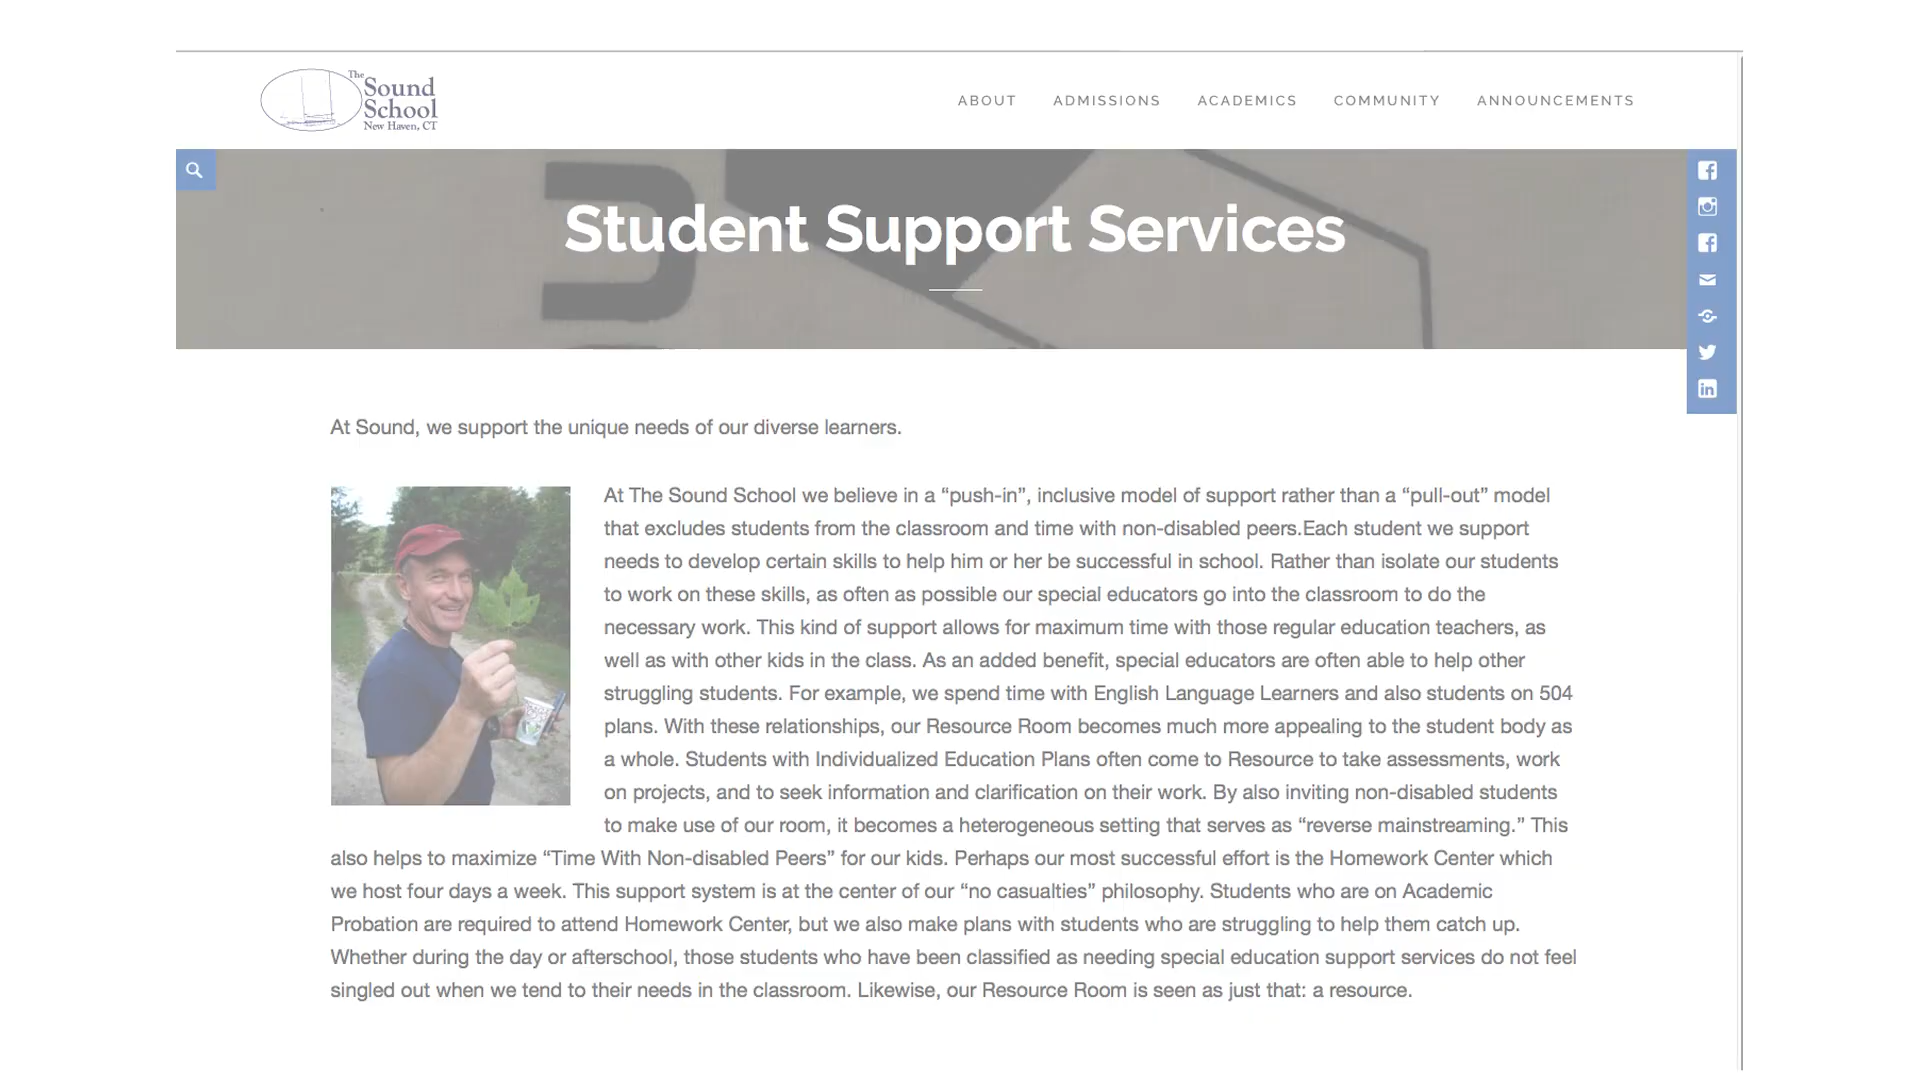 The
Sound
School
New Haven, CT
ABOUT ADMISSIONS ACADEMICS COMMUNITY ANNOUNCEMENTS
Student Support Services
At Sound, we support the unique needs of our diverse learners.
At The Sound School we believe in a “push-in”, inclusive model of support rather than a “pull-out” model
that excludes students from the classroom and time with non-disabled peers.Each student we support
needs to develop certain skills to help him or her be successful in school. Rather than isolate our students
to work on these skills, as often as possible our special educators go into the classroom to do the
necessary work. This kind of support allows for maximum time with those regular education teachers, as
well as with other kids in the class. As an added benefit, special educators are often able to help other
struggling students. For example, we spend time with English Language Learners and also students on 504
plans. With these relationships, our Resource Room becomes much more appealing to the student body as
a whole. Students with Individualized Education Plans often come to Resource to take assessments, work
on projects, and to seek information and clarification on their work. By also inviting non-disabled students
to make use of our room, it becomes a heterogeneous setting that serves as “reverse mainstreaming.” This
also helps to maximize “Time With Non-disabled Peers” for our kids. Perhaps our most successful effort is the Homework Center which
we host four days a week. This support system is at the center of our “no casualties” philosophy. Students who are on Academic
Probation are required to attend Homework Center, but we also make plans with students who are struggling to help them catch up.
Whether during the day or afterschool, those students who have been classified as needing special education support services do not feel
singled out when we tend to their needs in the classroom. Likewise, our Resource Room is seen as just that: a resource.